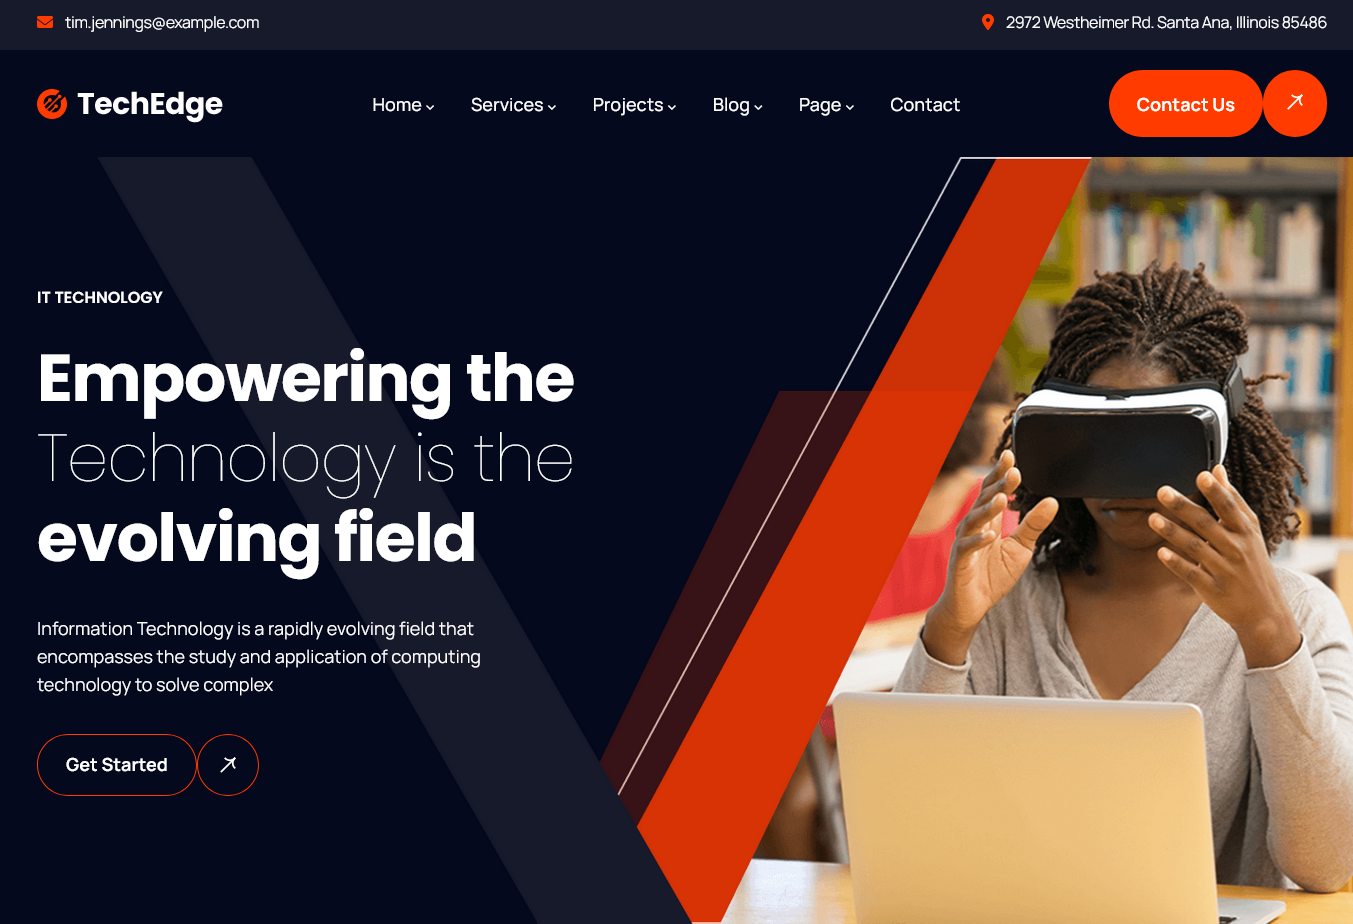 tim.jennings@example.com
2972 Westheimer Rd. Santa Ana, Illinois 85486
TechEdge
Home Services Projects Blog Page Contact
Contact Us
IT TECHNOLOGY
Empowering the
Technology is the
evolving field
Information Technology is a rapidly evolving field that
encompasses the study and application of computing
technology to solve complex
Get Started